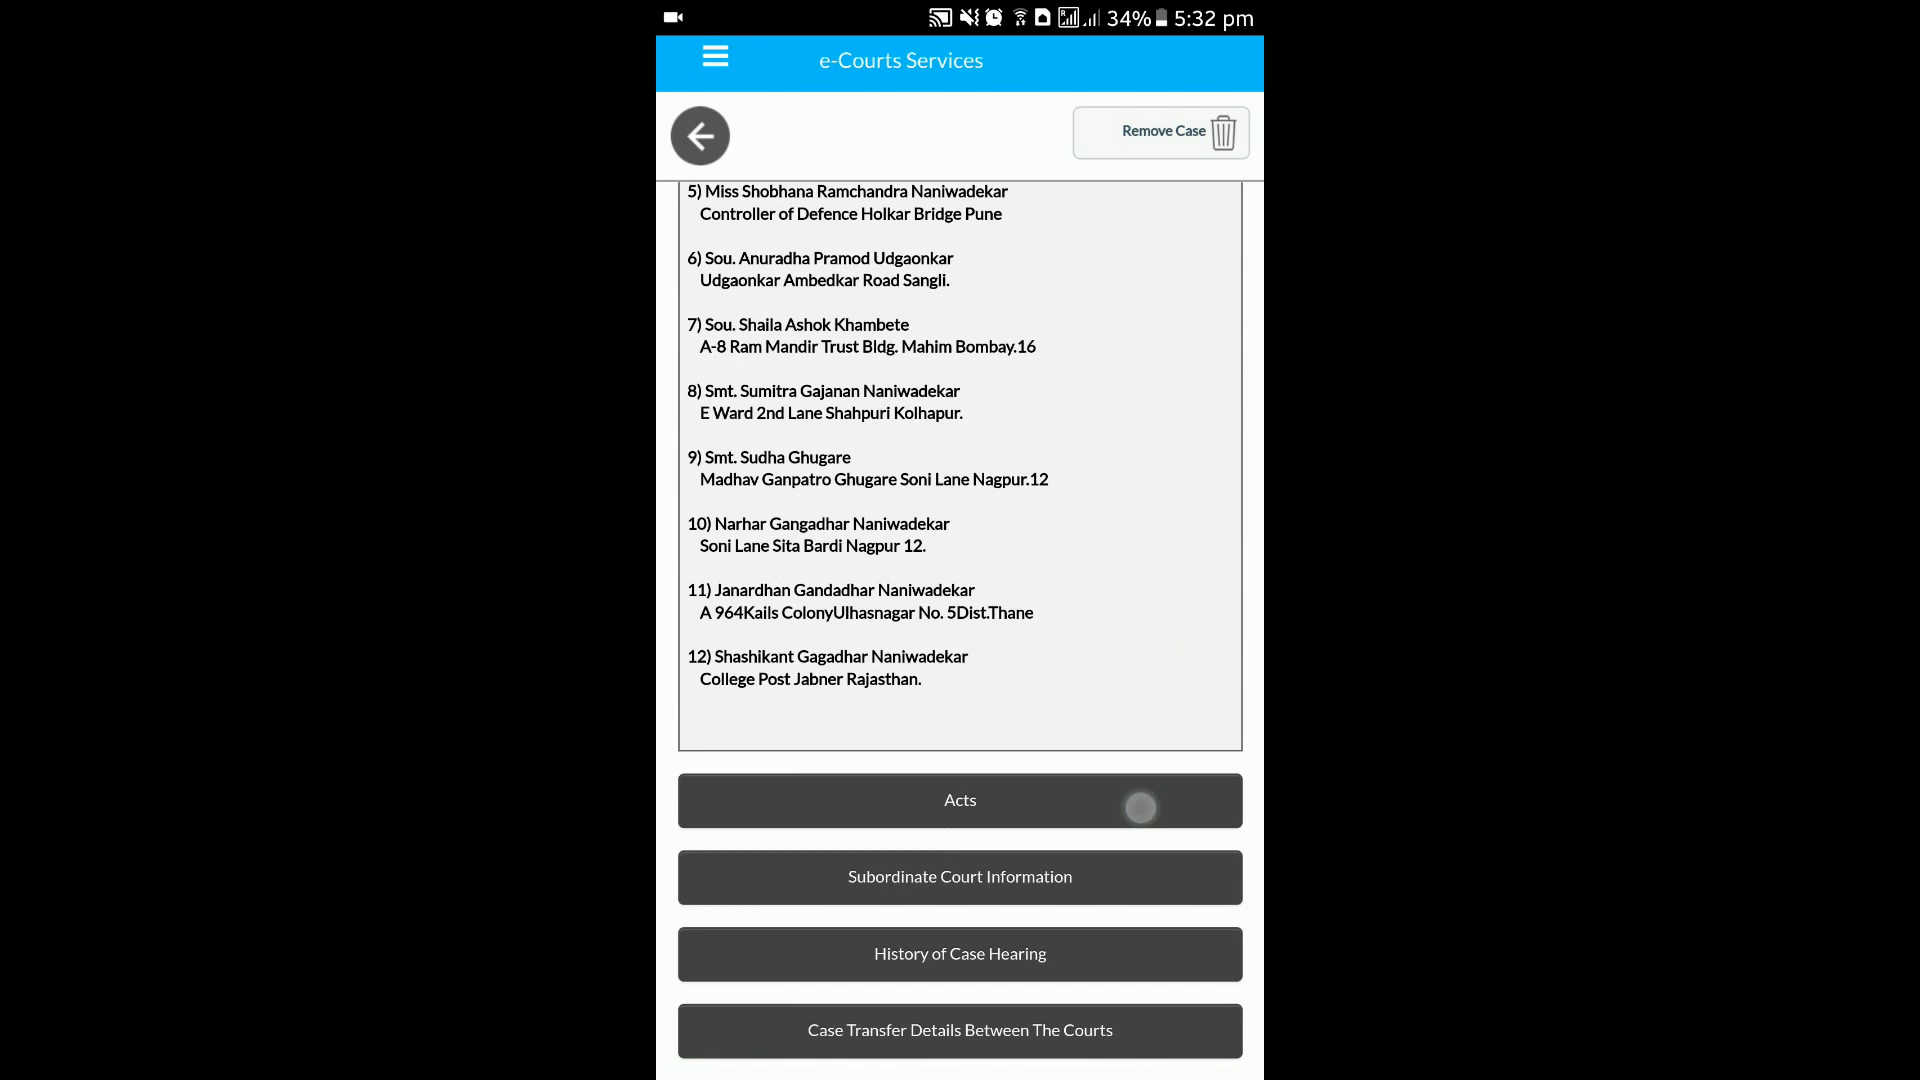 34% 5:32 pm
e-Courts Services
Remove Case
5) Miss Shobhana Ramchandra Naniwadekar
Controller of Defence Holkar Bridge Pune
6) Sou. Anuradha Pramod Udgaonkar
Udgaonkar Ambedkar Road Sangli.
7) Sou. Shaila Ashok Khambete
A-8 Ram Mandir Trust Bldg. Mahim Bombay.16
8) Smt. Sumitra Gajanan Naniwadekar
E Ward 2nd Lane Shahpuri Kolhapur.
9) Smt. Sudha Ghugare
Madhav Ganpatro Ghugare Soni Lane Nagpur.12
10) Narhar Gangadhar Naniwadekar
Soni Lane Sita Bardi Nagpur 12.
11) Janardhan Gandadhar Naniwadekar
A 964Kails ColonyUlhasnagar No. 5Dist.Thane
12) Shashikant Gagadhar Naniwadekar
College Post Jabner Rajasthan.
Acts
Subordinate Court Information
History of Case Hearing
Case Transfer Details Between The Courts